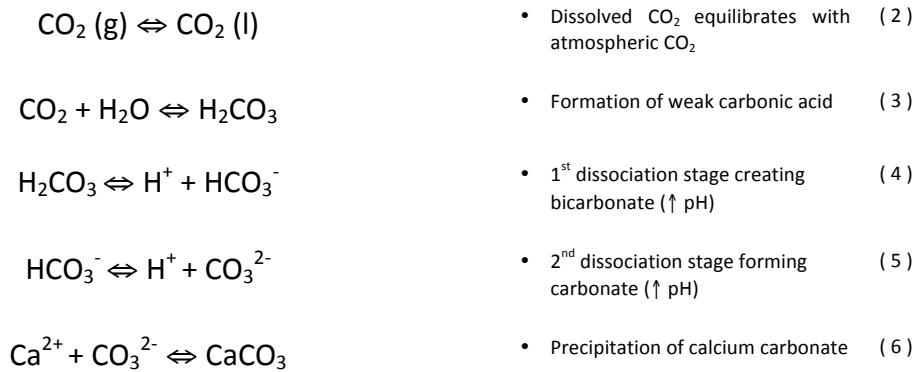 CO₂ (g) ⇔ CO₂ (l) • Dissolved CO₂ equilibrates with ( 2 )
atmospheric CO₂
CO₂ + H₂O ⇔ H₂CO₃ • Formation of weak carbonic acid ( 3 )
H₂CO₃ ⇔ H⁺ + HCO₃⁻ • 1ˢᵗ dissociation stage creating ( 4 )
bicarbonate (↑ pH)
HCO₃⁻ ⇔ H⁺ + CO₃²⁻ • 2ⁿᵈ dissociation stage forming ( 5 )
carbonate (↑ pH)
Ca²⁺ + CO₃²⁻ ⇔ CaCO₃ • Precipitation of calcium carbonate ( 6 )